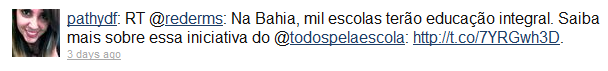 pathydf: RT @rederms: Na Bahia, mil escolas terão educação integral. Saiba
mais sobre essa iniciativa do @todospelaescola: http://t.co/7YRGwh3D.
3 days ago